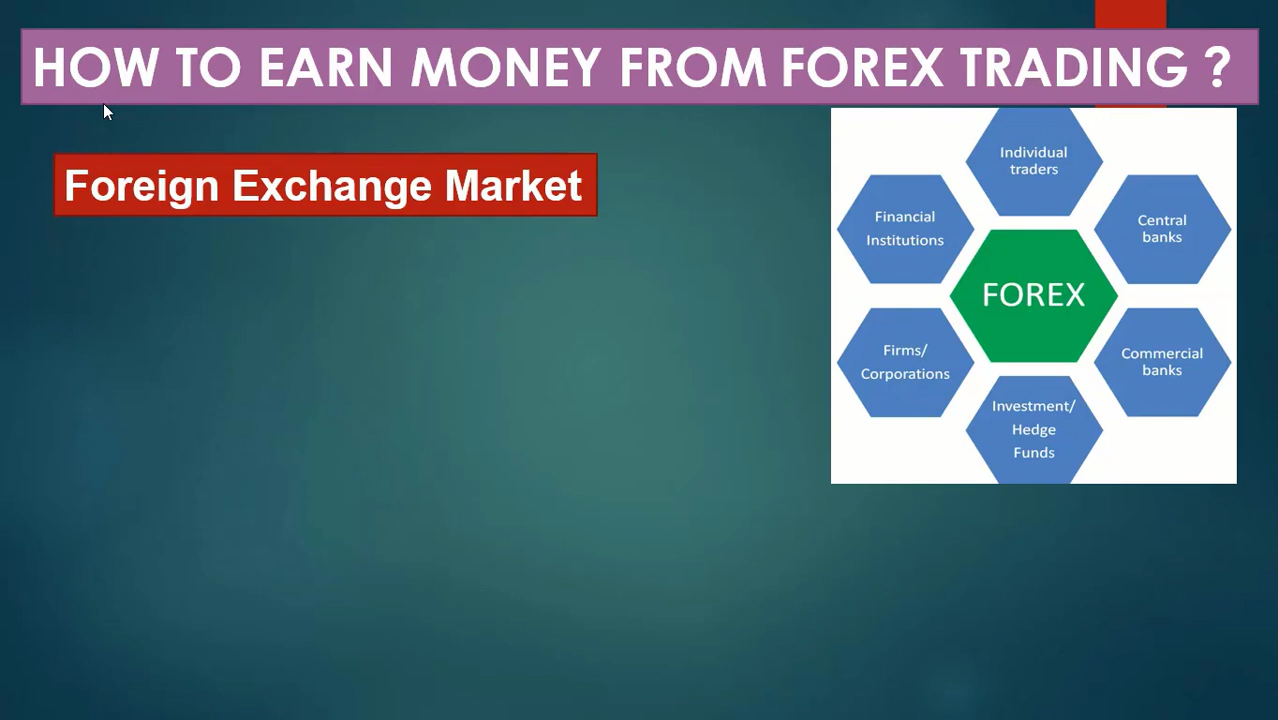 HOW TO EARN MONEY FROM FOREX TRADING ?
Foreign Exchange Market
Individual
traders
Financial
Institutions
Central
banks
FOREX
Firms/
Corporations
Commercial
banks
Investment/
Hedge
Funds